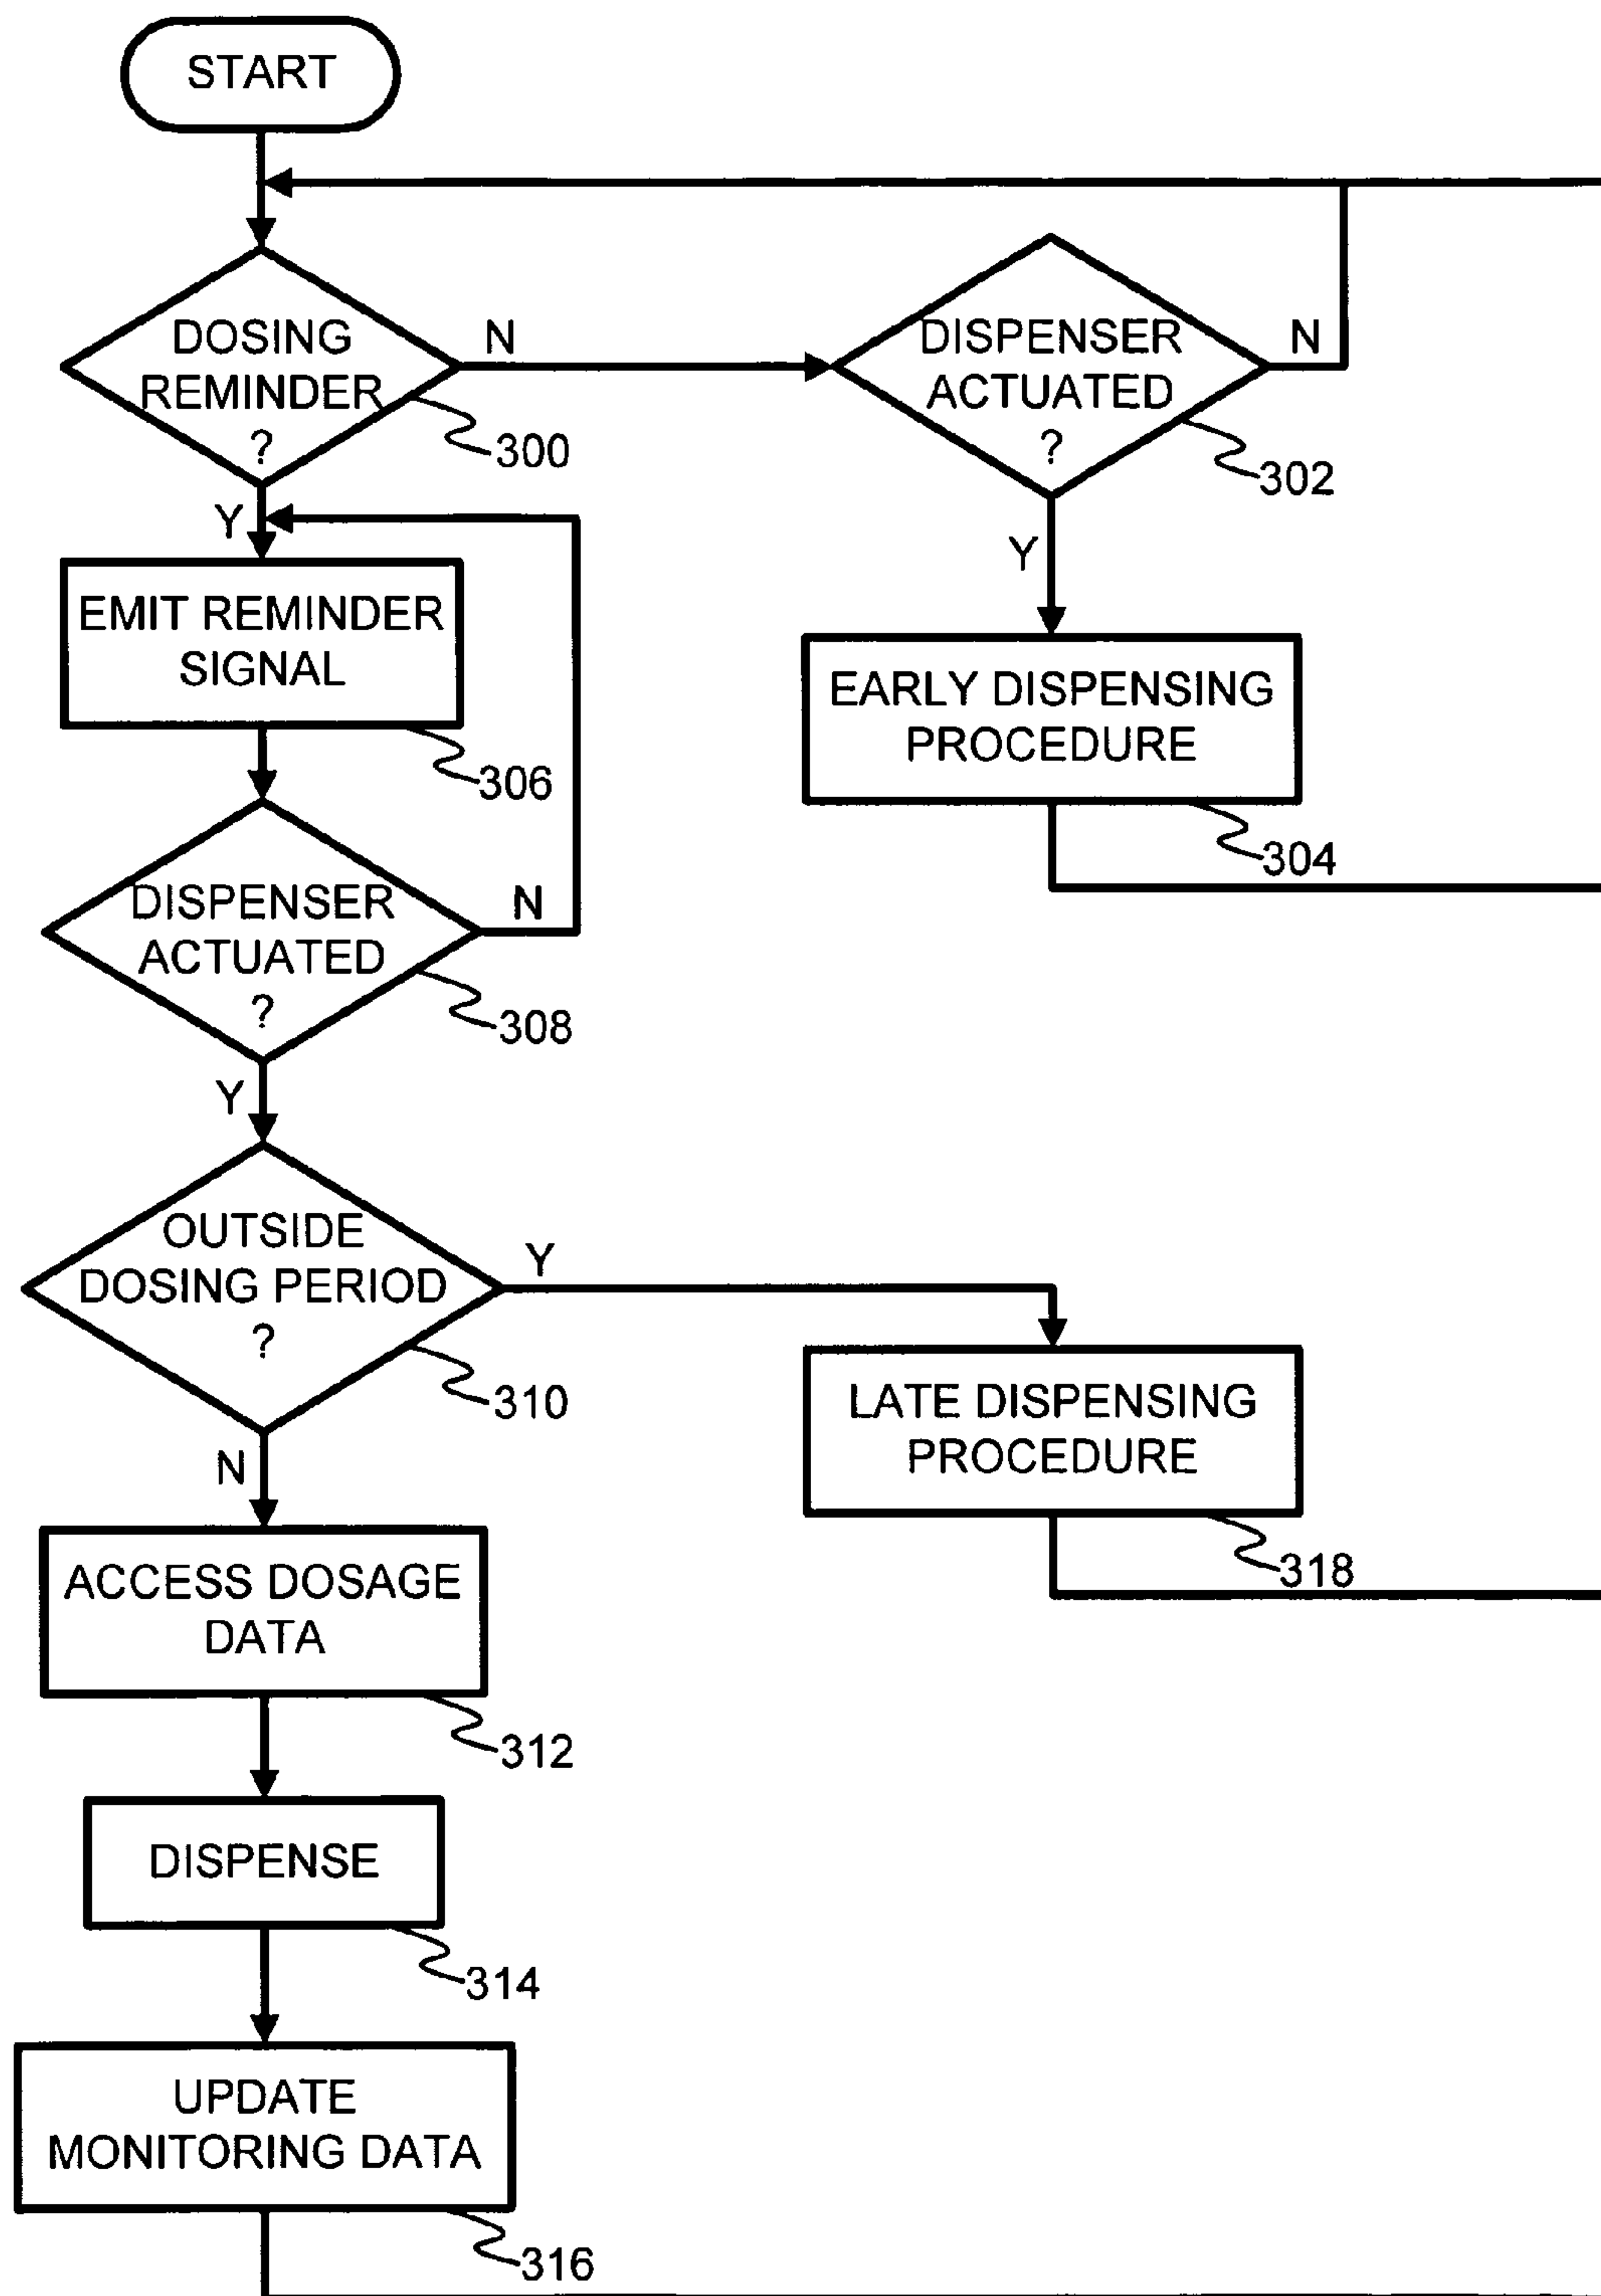 START
DOSING
REMINDER
?
N
300
DISPENSER
ACTUATED
?
N
302
Y
Y
EMIT REMINDER
SIGNAL
306
EARLY DISPENSING
PROCEDURE
304
DISPENSER
ACTUATED
?
N
308
Y
OUTSIDE
DOSING PERIOD
?
Y
310
LATE DISPENSING
PROCEDURE
318
N
ACCESS DOSAGE
DATA
312
DISPENSE
314
UPDATE
MONITORING DATA
316